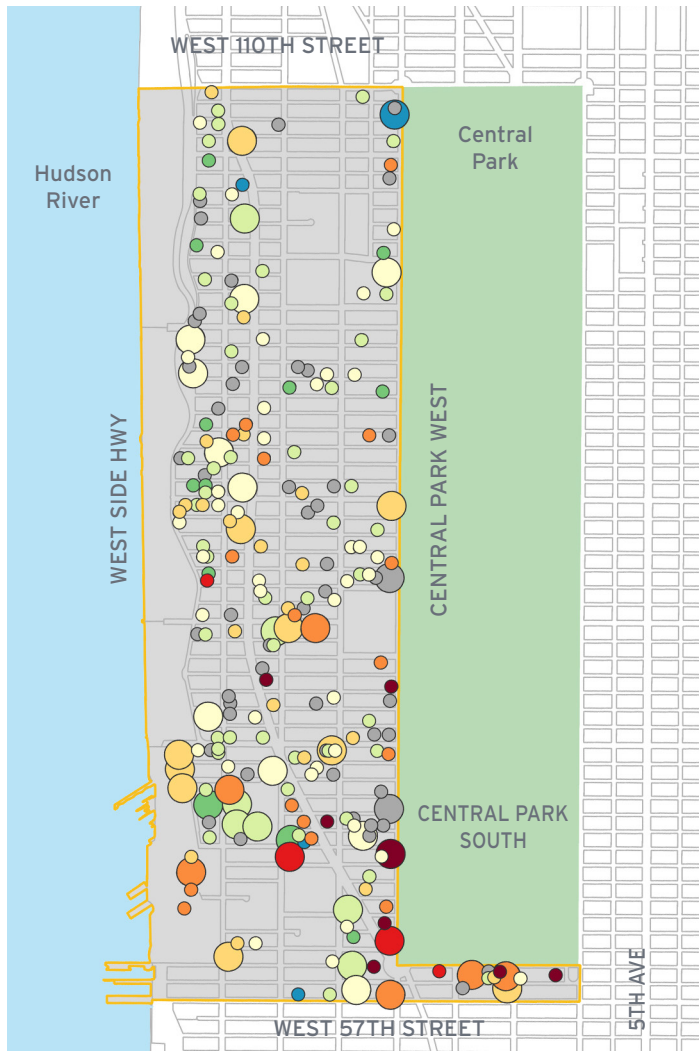 WEST 110TH STREET
Central
Park
Hudson
River
WEST SIDE HWY
CENTRAL PARK WEST
CENTRAL PARK
SOUTH
5TH AVE
WEST 57TH STREET